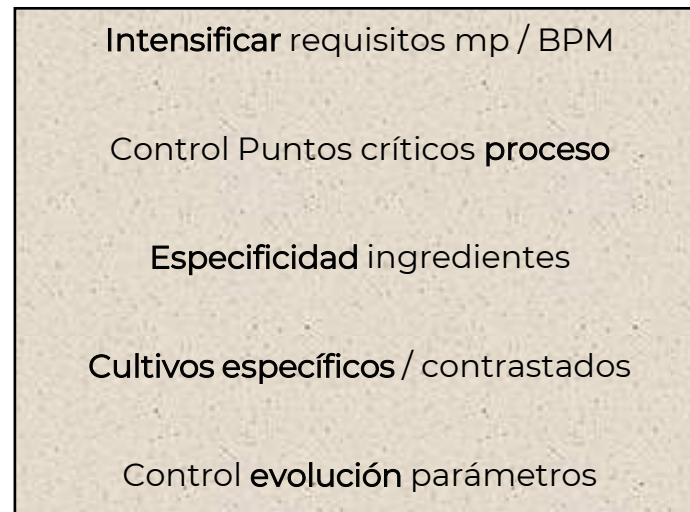 Intensificar requisitos mp / BPM
Control Puntos críticos proceso
Especificidad ingredientes
Cultivos específicos / contrastados
Control evolución parámetros